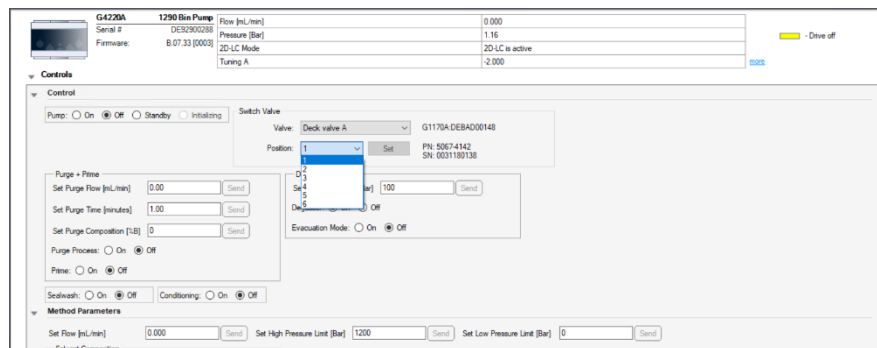 G4220A 1290 Bin Pump
Serial # DE92900288
Firmware: B.07.33 [0003]
Flow [mL/min] 0.000
Pressure [Bar] 1.16
2D-LC Mode 2D-LC is active
Tuning A -2.000
more
- Drive off
Controls
Control
Pump: On Off Standby Initializing
Switch Valve
Valve: Deck valve A G1170A:DEBAD00148
Position: 1 Set PN: 5067-4142
SN: 0031180138
1
2
3
4
5
6
Purge + Prime
Set Purge Flow [mL/min] 0.00 Send
Set Purge Time [minutes] 1.00 Send
Set Purge Composition [%B] 0 Send
Purge Process: On Off
Prime: On Off
100 Send
Off
Evacuation Mode: On Off
Sealwash: On Off Conditioning: On Off
Method Parameters
Set Flow [mL/min] 0.000 Send Set High Pressure Limit [Bar] 1200 Send Set Low Pressure Limit [Bar] 0 Send